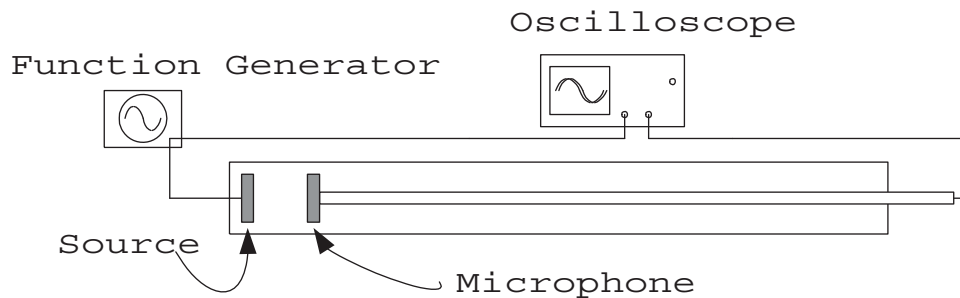 Oscilloscope
Function Generator
Source
Microphone